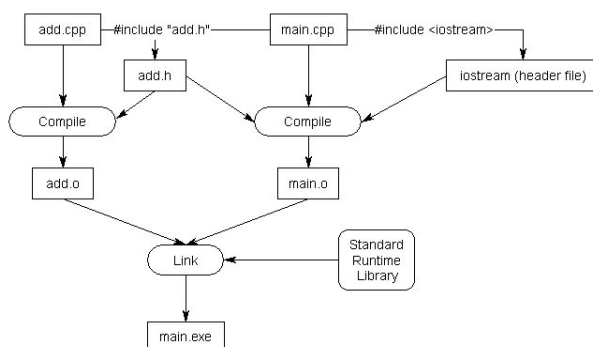 add.cpp
#include "add.h"
main.cpp
#include <iostream>
add.h
iostream (header file)
Compile
Compile
add.o
main.o
Standard
Runtime
Library
Link
main.exe